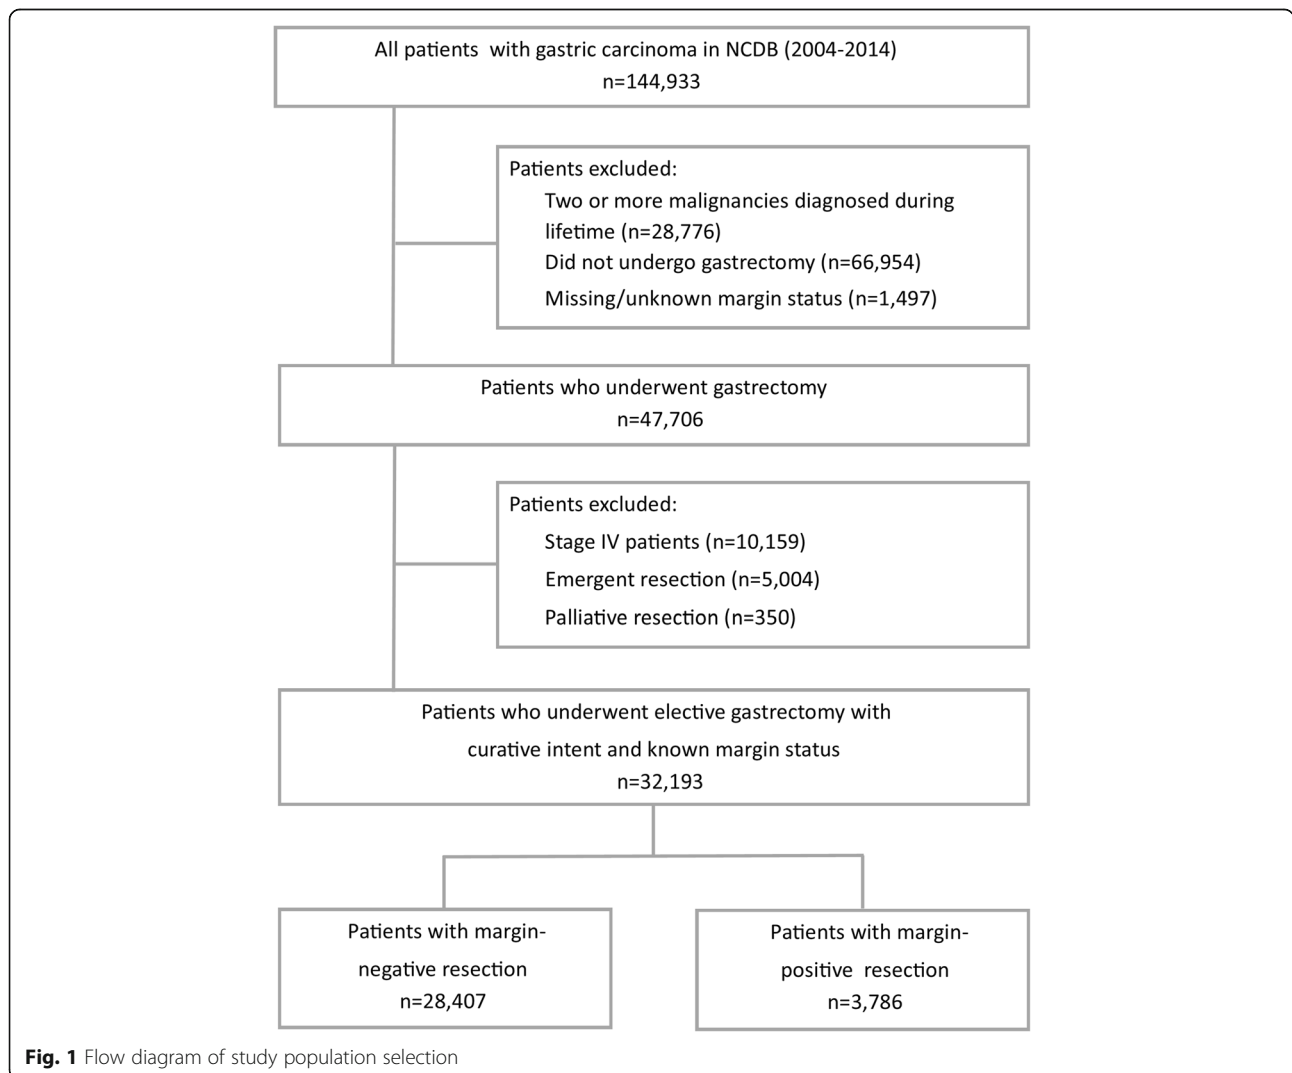 All patients with gastric carcinoma in NCDB (2004-2014)
n=144,933
Patients excluded:
Two or more malignancies diagnosed during
lifetime (n=28,776)
Did not undergo gastrectomy (n=66,954)
Missing/unknown margin status (n=1,497)
Patients who underwent gastrectomy
n=47,706
Patients excluded:
Stage IV patients (n=10,159)
Emergent resection (n=5,004)
Palliative resection (n=350)
Patients who underwent elective gastrectomy with
curative intent and known margin status
n=32,193
Patients with margin-
negative resection
n=28,407
Patients with margin-
positive resection
n=3,786
Fig. 1 Flow diagram of study population selection